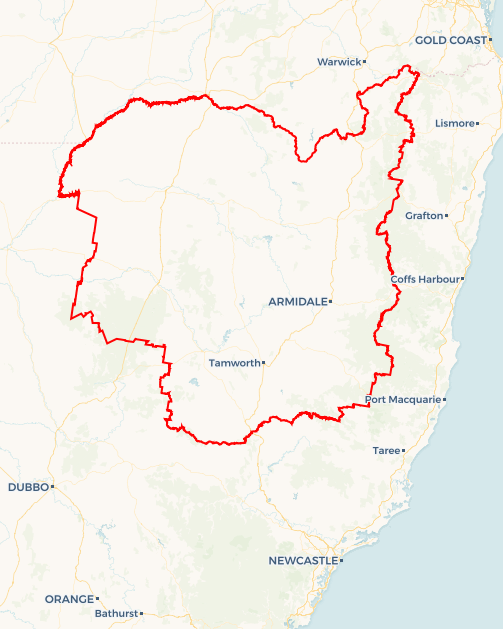 GOLD COAST
Warwick
Lismore
Grafton
Coffs Harbour
ARMIDALE
Tamworth
Port Macquarie
Taree
DUBBO
NEWCASTLE
ORANGE
Bathurst